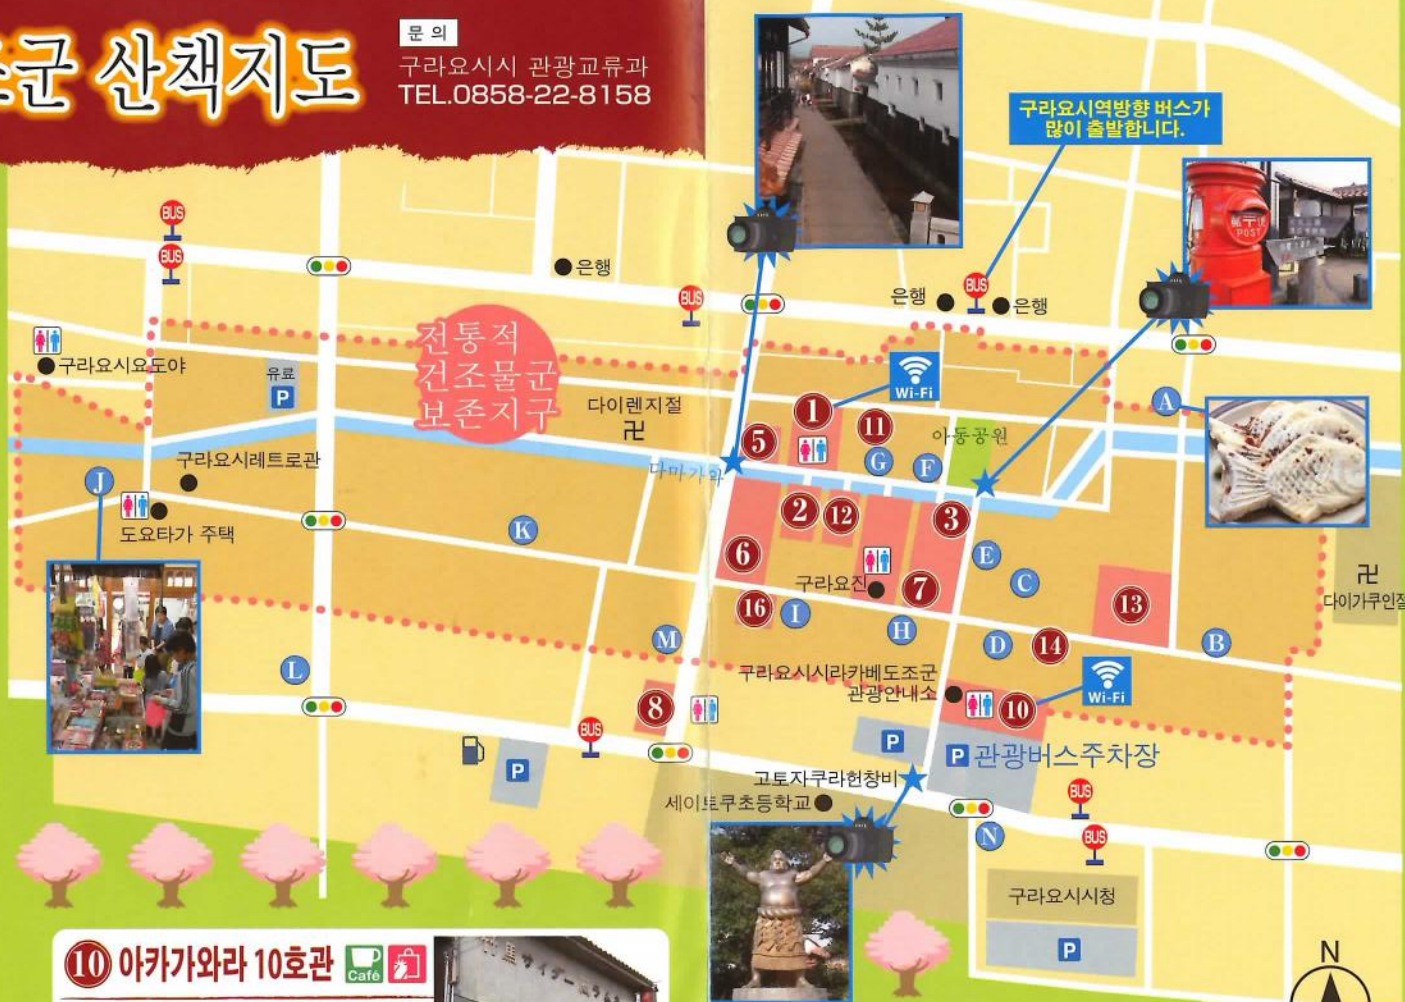 군 산책지도
문 의
구라요시시 관광교류과
TEL.0858-22-8158
구라요시역방향 버스가
많이 출발합니다.
POST
BUS
BUS
은행
BUS
은행
BUS
은행
전통적
건조물군
보존지구
구라요시요도야
유료
P
다이렌지절
卍
Wi-Fi
A
1
11
5
G
F
아동공원
다마가와
구라요시레트로관
J
도요타가 주택
K
2
12
3
6
E
C
구라요진
7
13
卍
다이가쿠인절
16
I
H
M
D
14
B
L
구라요시시라카베도조군
관광안내소
10
Wi-Fi
8
BUS
P
P
P 관광버스주차장
고토자쿠라헌창비
세이토쿠초등학교
BUS
BUS
N
구라요시시청
P
N
10 아카가와라 10호관
Café